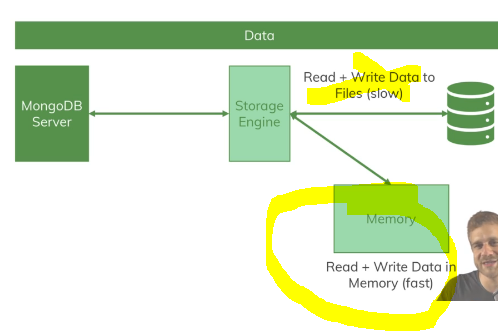 Data
MongoDB
Server
Storage
Engine
Read + Write Data to
Files (slow)
Memory
Read + Write Data in
Memory (fast)